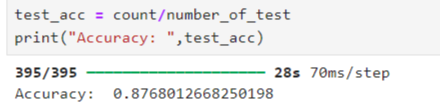 test_acc = count/number_of_test
print("Accuracy: ",test_acc)
395/395 ━━━━━━━━━━━━━━━━━━━━ 28s 70ms/step
Accuracy:  0.8768012668250198